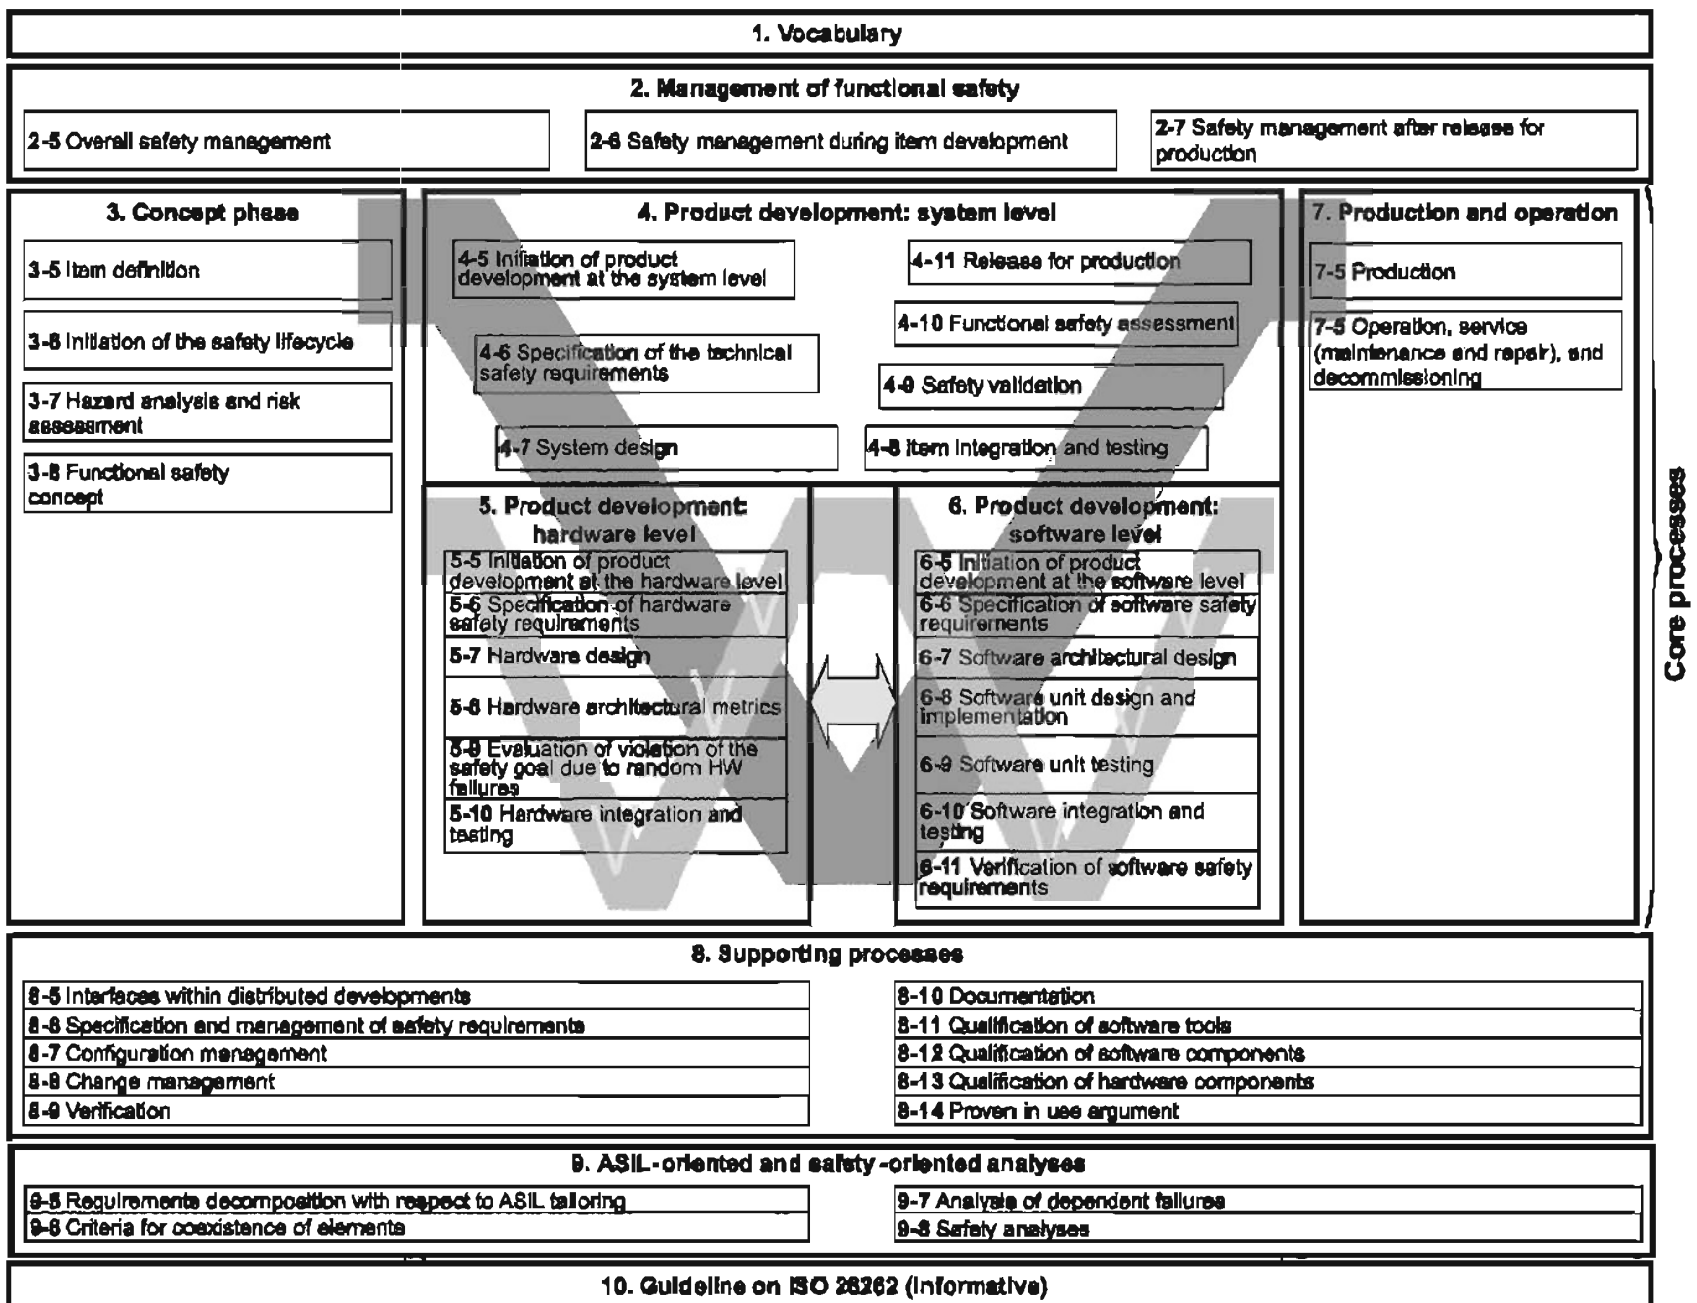 1. Vocabulary
2. Management of functional safety
2-5 Overall safety management
2-6 Safety management during item development
2-7 Safety management after release for
production
3. Concept phase
3-5 Item definition
3-6 Initiation of the safety lifecycle
3-7 Hazard analysis and risk
assessment
3-8 Functional safety
concept
4. Product development: system level
4-5 Initiation of product
development at the system level
4-6 Specification of the technical
safety requirements
4-7 System design
4-11 Release for production
4-10 Functional safety assessment
4-9 Safety validation
4-8 Item integration and testing
7. Production and operation
7-5 Production
7-5 Operation, service
(maintenance and repair), and
decommissioning
5. Product development:
hardware level
5-5 Initiation of product
development at the hardware level
5-6 Specification of hardware
safety requirements
5-7 Hardware design
5-8 Hardware architectural metrics
5-9 Evaluation of violation of the
safety goal due to random HW
failures
5-10 Hardware integration and
testing
6. Product development:
software level
6-5 Initiation of product
development at the software level
6-6 Specification of software safety
requirements
6-7 Software architectural design
6-8 Software unit design and
implementation
6-9 Software unit testing
6-10 Software integration and
testing
6-11 Verification of software safety
requirements
Core processes
8. Supporting processes
8-5 Interfaces within distributed developments
8-6 Specification and management of safety requirements
8-7 Configuration management
8-8 Change management
8-9 Verification
8-10 Documentation
8-11 Qualification of software tools
8-12 Qualification of software components
8-13 Qualification of hardware components
8-14 Proven in use argument
9. ASIL-oriented and safety-oriented analyses
9-5 Requirements decomposition with respect to ASIL tailoring
9-6 Criteria for coexistence of elements
9-7 Analysis of dependent failures
9-8 Safety analyses
10. Guideline on ISO 26262 (Informative)